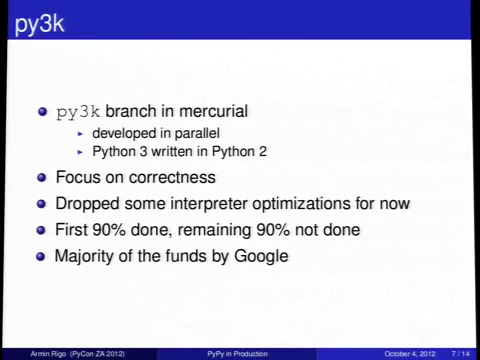 py3k
py3k branch in mercurial
developed in parallel
Python 3 written in Python 2
Focus on correctness
Dropped some interpreter optimizations for now
First 90% done, remaining 90% not done
Majority of the funds by Google
Armin Rigo (PyCon ZA 2012) PyPy in Production October 4, 2012 7 / 14